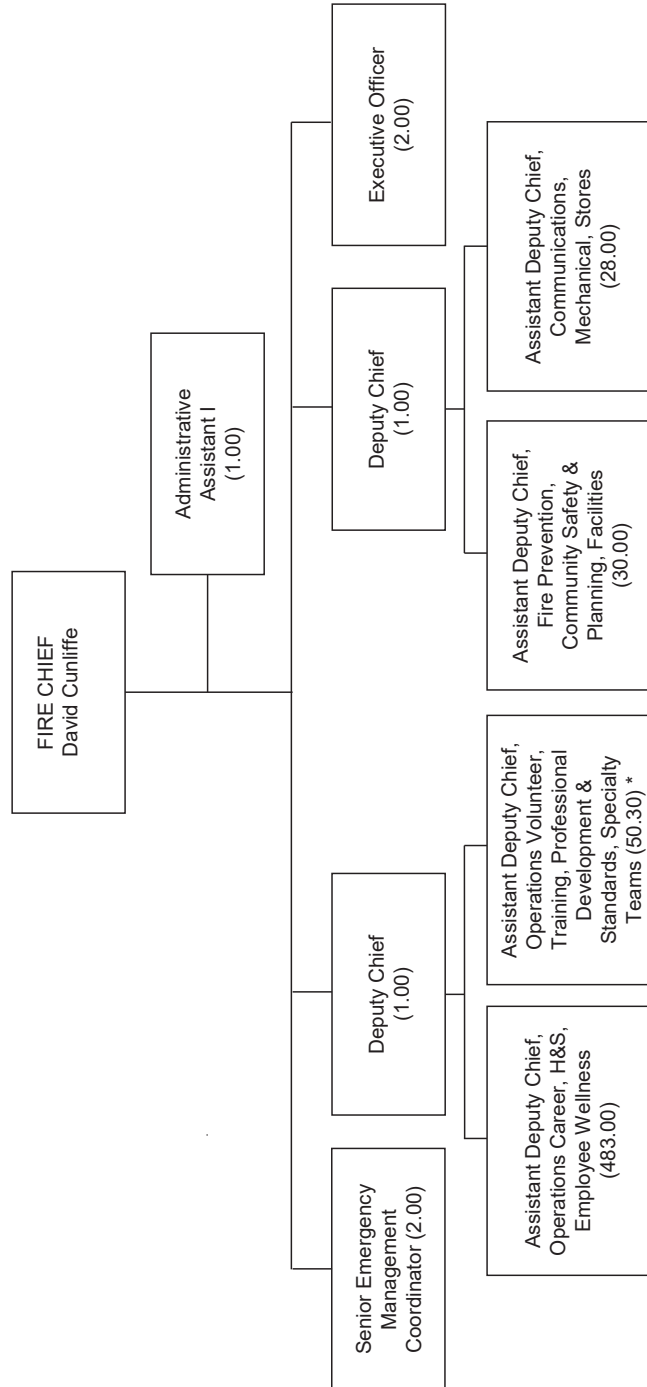 FIRE CHIEF
David Cunliffe
Administrative
Assistant I
(1.00)
Senior Emergency
Management
Coordinator (2.00)
Deputy Chief
(1.00)
Deputy Chief
(1.00)
Executive Officer
(2.00)
Assistant Deputy Chief,
Operations Career, H&S,
Employee Wellness
(483.00)
Assistant Deputy Chief,
Operations Volunteer,
Training, Professional
Development &
Standards, Specialty
Teams (50.30) *
Assistant Deputy Chief,
Fire Prevention,
Community Safety &
Planning, Facilities
(30.00)
Assistant Deputy Chief,
Communications,
Mechanical, Stores
(28.00)